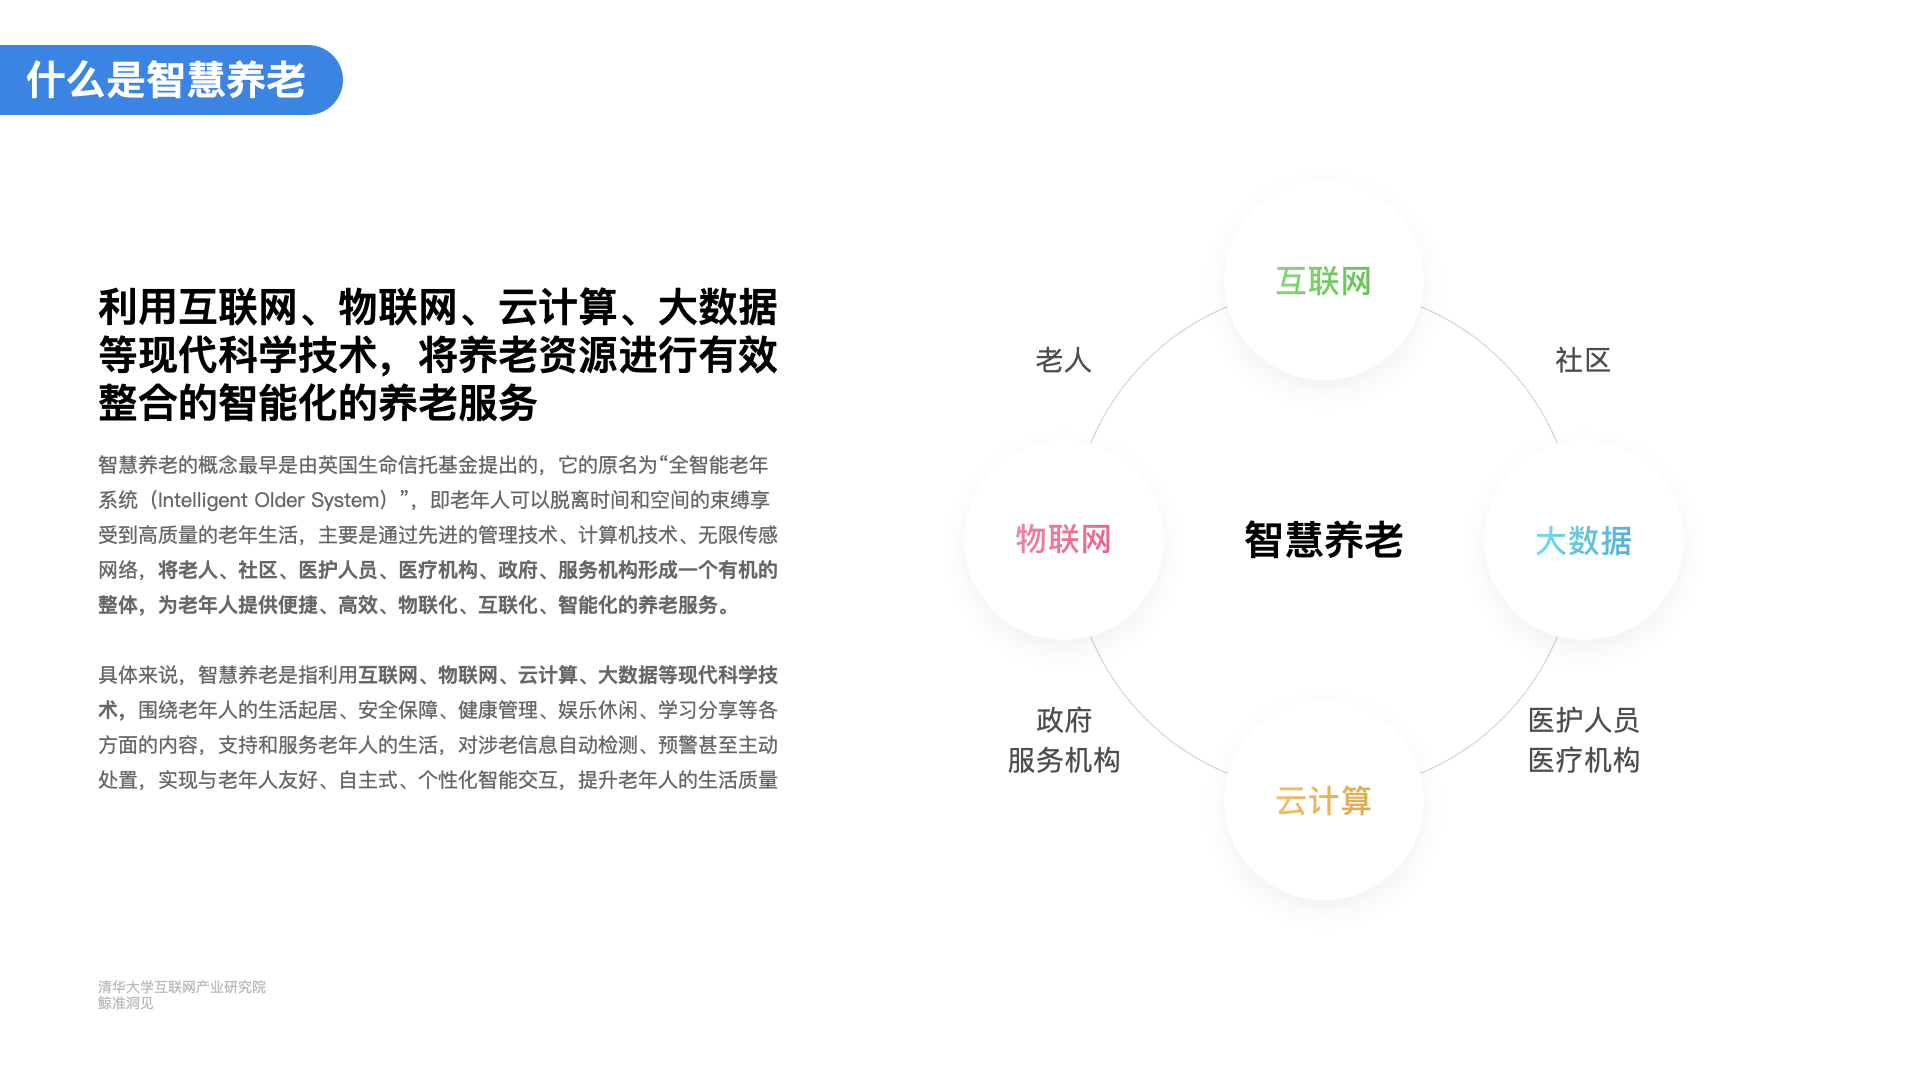 什么是智慧养老
利用互联网、物联网、云计算、大数据
等现代科学技术，将养老资源进行有效
整合的智能化的养老服务
智慧养老的概念最早是由英国生命信托基金提出的，它的原名为“全智能老年
系统（Intelligent Older System）”，即老年人可以脱离时间和空间的束缚享
受到高质量的老年生活，主要是通过先进的管理技术、计算机技术、无限传感
网络，将老人、社区、医护人员、医疗机构、政府、服务机构形成一个有机的
整体，为老年人提供便捷、高效、物联化、互联化、智能化的养老服务。
具体来说，智慧养老是指利用互联网、物联网、云计算、大数据等现代科学技
术，围绕老年人的生活起居、安全保障、健康管理、娱乐休闲、学习分享等各
方面的内容，支持和服务老年人的生活，对涉老信息自动检测、预警甚至主动
处置，实现与老年人友好、自主式、个性化智能交互，提升老年人的生活质量
互联网
老人
社区
物联网
智慧养老
大数据
政府
服务机构
医护人员
医疗机构
云计算
清华大学互联网产业研究院
鲸准洞见